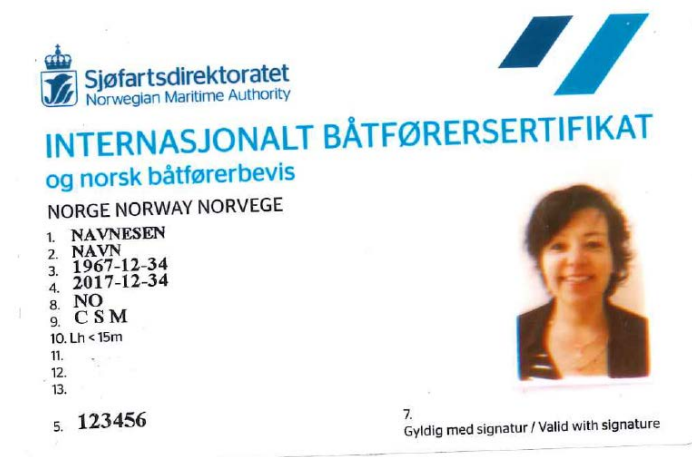 Sjøfartsdirektoratet
Norwegian Maritime Authority
INTERNASJONALT BÅTFØRERSERTIFIKAT
og norsk båtførerbevis
NORGE NORWAY NORVEGE
1. NAVNESEN
2. NAVN
3. 1967-12-34
4. 2017-12-34
8. NO
9. C S M
10. Lh < 15m
11.
12.
13.
5. 123456
7.
Gyldig med signatur / Valid with signature